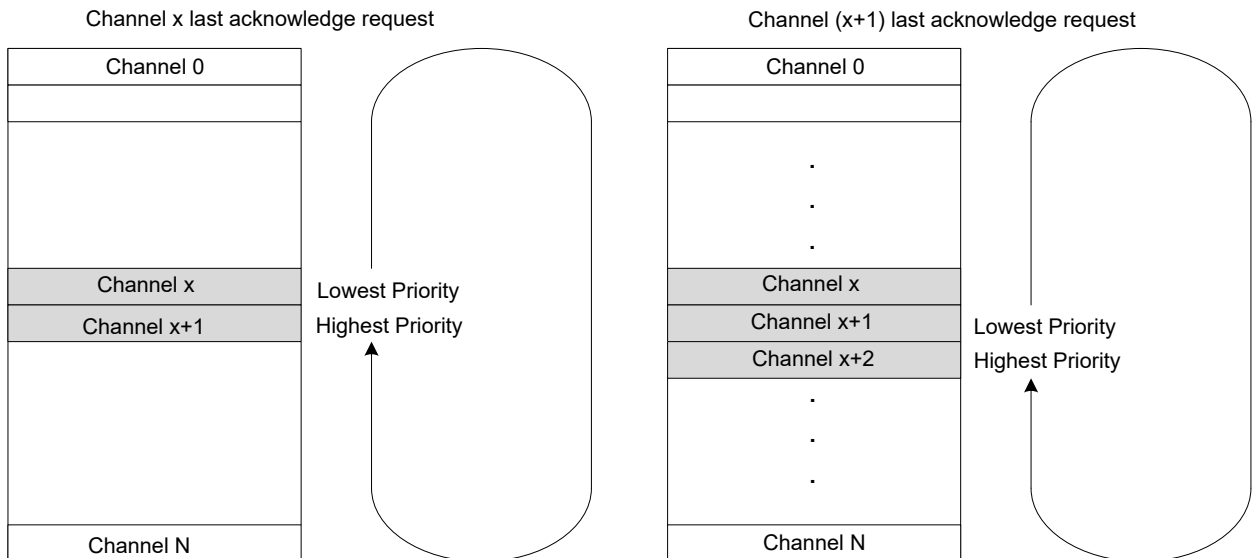 Channel x last acknowledge request
Channel 0
Channel x
Lowest Priority
Channel x+1
Highest Priority
Channel N
Channel (x+1) last acknowledge request
Channel 0
.
.
.
Channel x
Channel x+1
Lowest Priority
Channel x+2
Highest Priority
.
.
.
Channel N